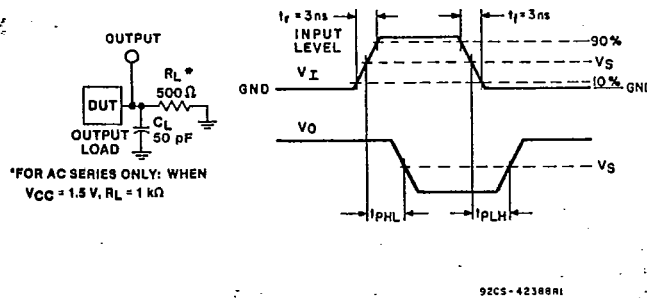 OUTPUT
RL*
500Ω
DUT
OUTPUT
LOAD
CL
50 pF
*FOR AC SERIES ONLY: WHEN
VCC = 1.5 V, RL = 1 kΩ
tr = 3ns
tf = 3ns
INPUT
LEVEL
90%
VS
VI
10%
GND
GND
VO
VS
tPHL
tPLH
92CS-42388R1